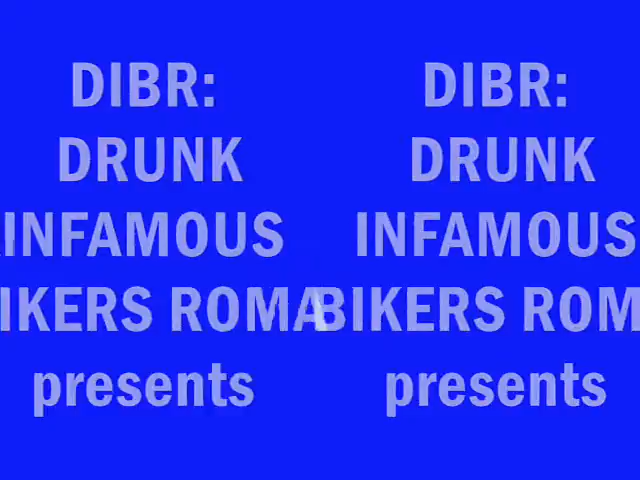 DIBR: DIBR:
DRUNK DRUNK
INFAMOUS INFAMOUS
IKERS ROMA BIKERS ROM
presents presents